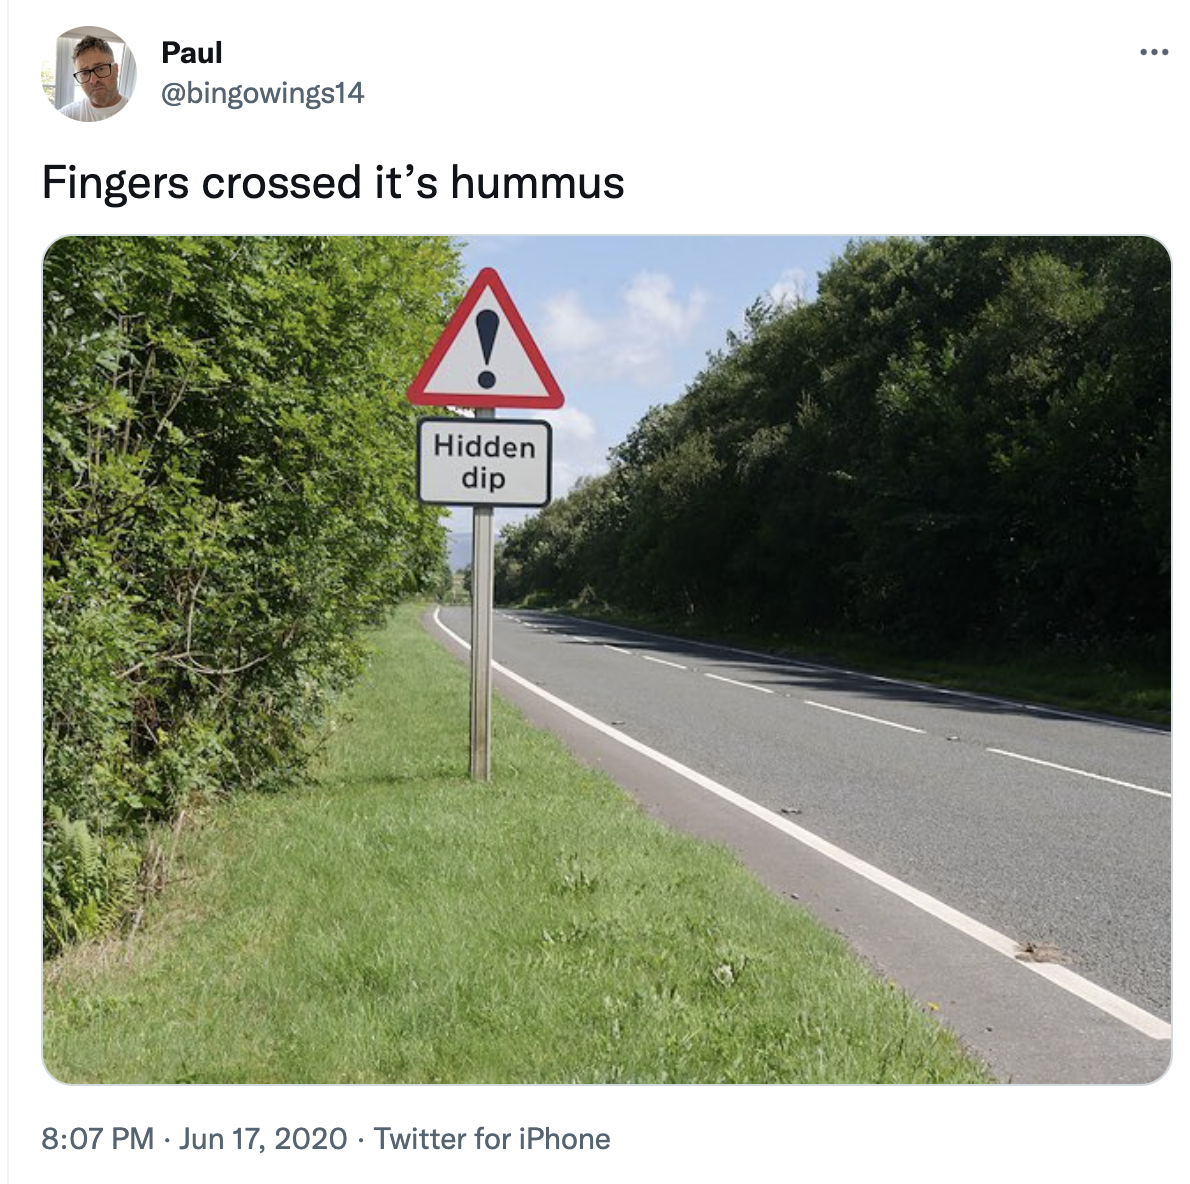 Paul
@bingowings14
Fingers crossed it’s hummus
Hidden
dip
8:07 PM · Jun 17, 2020 · Twitter for iPhone